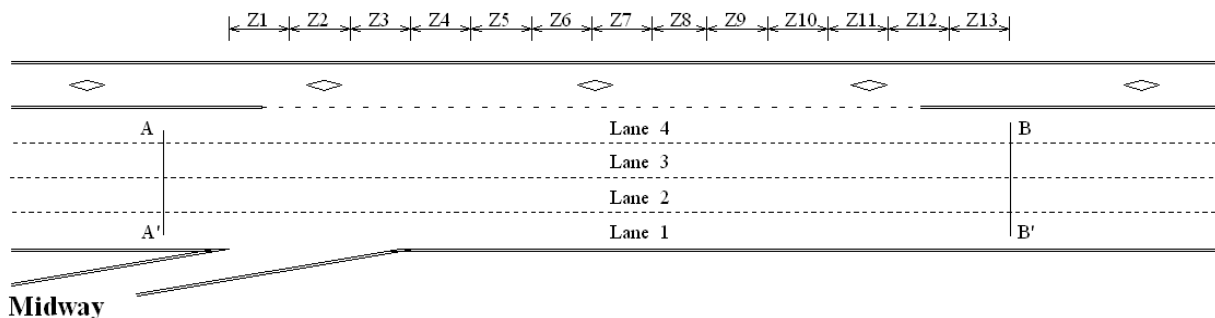 Z1 Z2 Z3 Z4 Z5 Z6 Z7 Z8 Z9 Z10 Z11 Z12 Z13
A Lane 4 B
Lane 3
Lane 2
A' Lane 1 B'
Midway